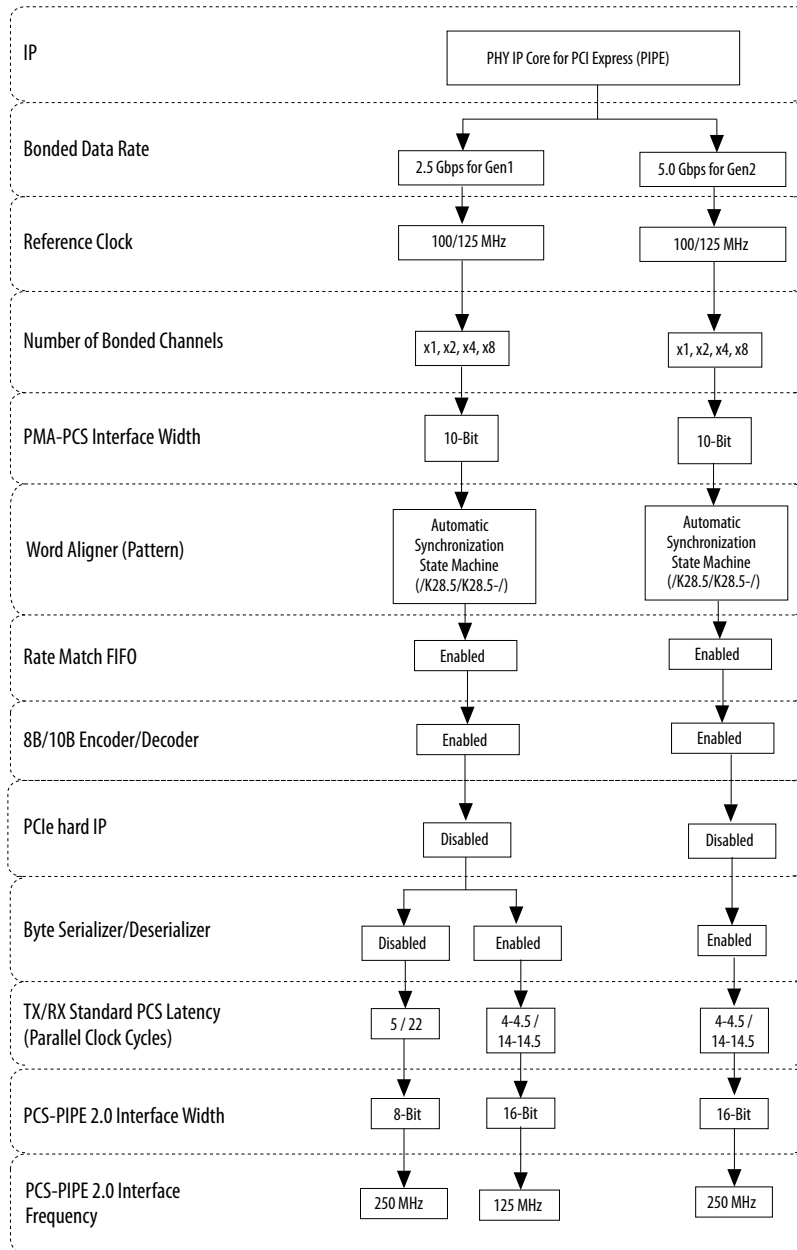 IP
PHY IP Core for PCI Express (PIPE)
Bonded Data Rate
2.5 Gbps for Gen1
5.0 Gbps for Gen2
Reference Clock
100/125 MHz
100/125 MHz
Number of Bonded Channels
x1, x2, x4, x8
x1, x2, x4, x8
PMA-PCS Interface Width
10-Bit
10-Bit
Word Aligner (Pattern)
Automatic
Synchronization
State Machine
(/K28.5/K28.5-/)
Automatic
Synchronization
State Machine
(/K28.5/K28.5-/)
Rate Match FIFO
Enabled
Enabled
8B/10B Encoder/Decoder
Enabled
Enabled
PCIe hard IP
Disabled
Disabled
Byte Serializer/Deserializer
Disabled
Enabled
Enabled
TX/RX Standard PCS Latency
(Parallel Clock Cycles)
5 / 22
4-4.5 /
14-14.5
4-4.5 /
14-14.5
PCS-PIPE 2.0 Interface Width
8-Bit
16-Bit
16-Bit
PCS-PIPE 2.0 Interface
Frequency
250 MHz
125 MHz
250 MHz